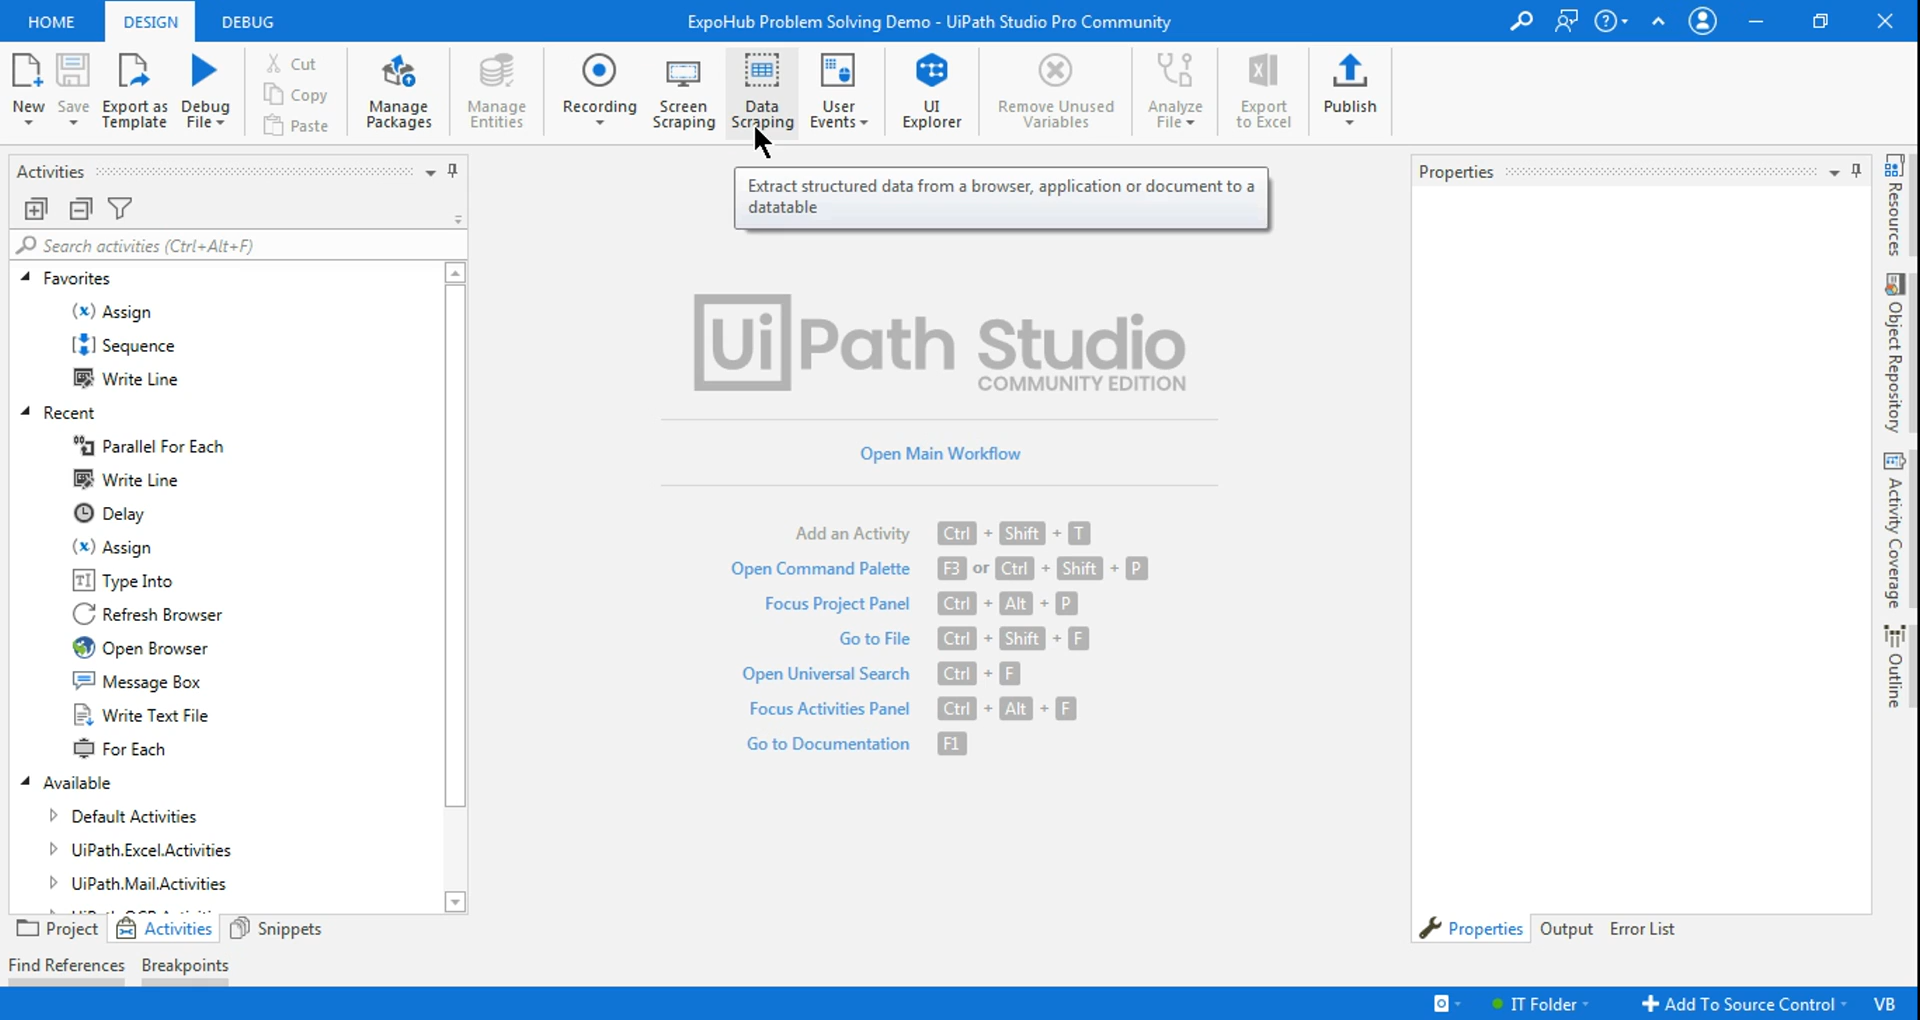 HOME DESIGN DEBUG ExpoHub Problem Solving Demo - UiPath Studio Pro Community
New Save Export as Template Debug File
Cut
Copy
Paste
Manage Packages Manage Entities Recording Screen Scraping Data Scraping User Events UI Explorer Remove Unused Variables Analyze File Export to Excel Publish
Activities
Extract structured data from a browser, application or document to a
datatable
Search activities (Ctrl+Alt+F)
Favorites
(x) Assign
Sequence
Write Line
Recent
Parallel For Each
Write Line
Delay
(x) Assign
TI Type Into
Refresh Browser
Open Browser
Message Box
Write Text File
For Each
Available
Default Activities
UiPath.Excel.Activities
UiPath.Mail.Activities
Project Activities Snippets
Find References Breakpoints
UiPath Studio
COMMUNITY EDITION
Open Main Workflow
Add an Activity Ctrl + Shift + T
Open Command Palette F3 or Ctrl + Shift + P
Focus Project Panel Ctrl + Alt + P
Go to File Ctrl + Shift + F
Open Universal Search Ctrl + F
Focus Activities Panel Ctrl + Alt + F
Go to Documentation F1
Properties
Properties Output Error List
Resources
Object Repository
Activity Coverage
Outline
IT Folder Add To Source Control VB